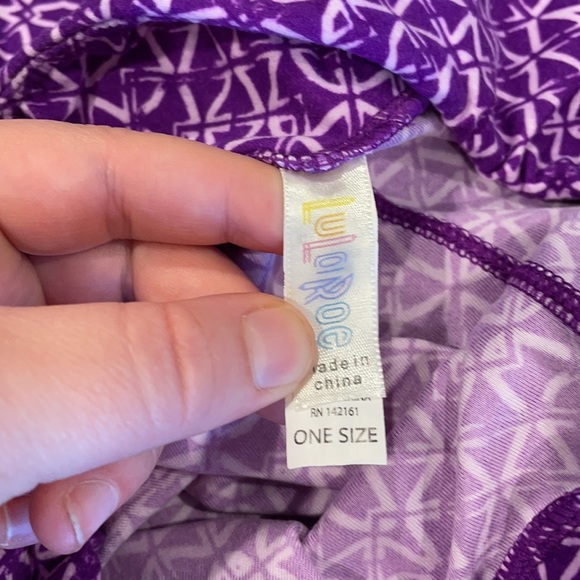 LuLaRoe
made in
china
RN 142161
ONE SIZE